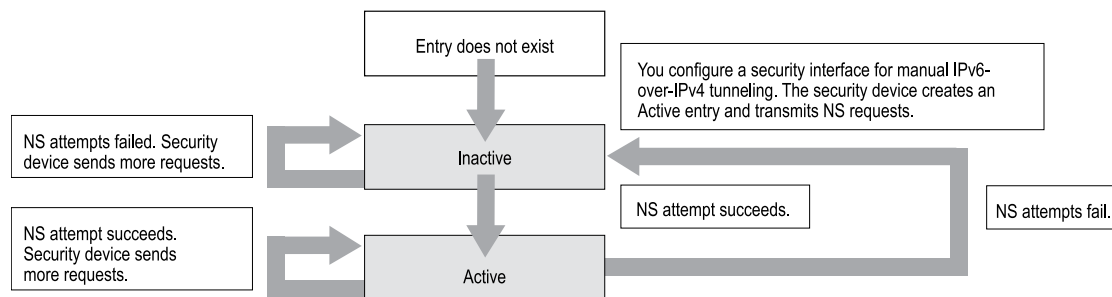 Entry does not exist
You configure a security interface for manual IPv6-
over-IPv4 tunneling. The security device creates an
Active entry and transmits NS requests.
NS attempts failed. Security
device sends more requests.
Inactive
NS attempt succeeds.
NS attempts fail.
NS attempt succeeds.
Security device sends
more requests.
Active